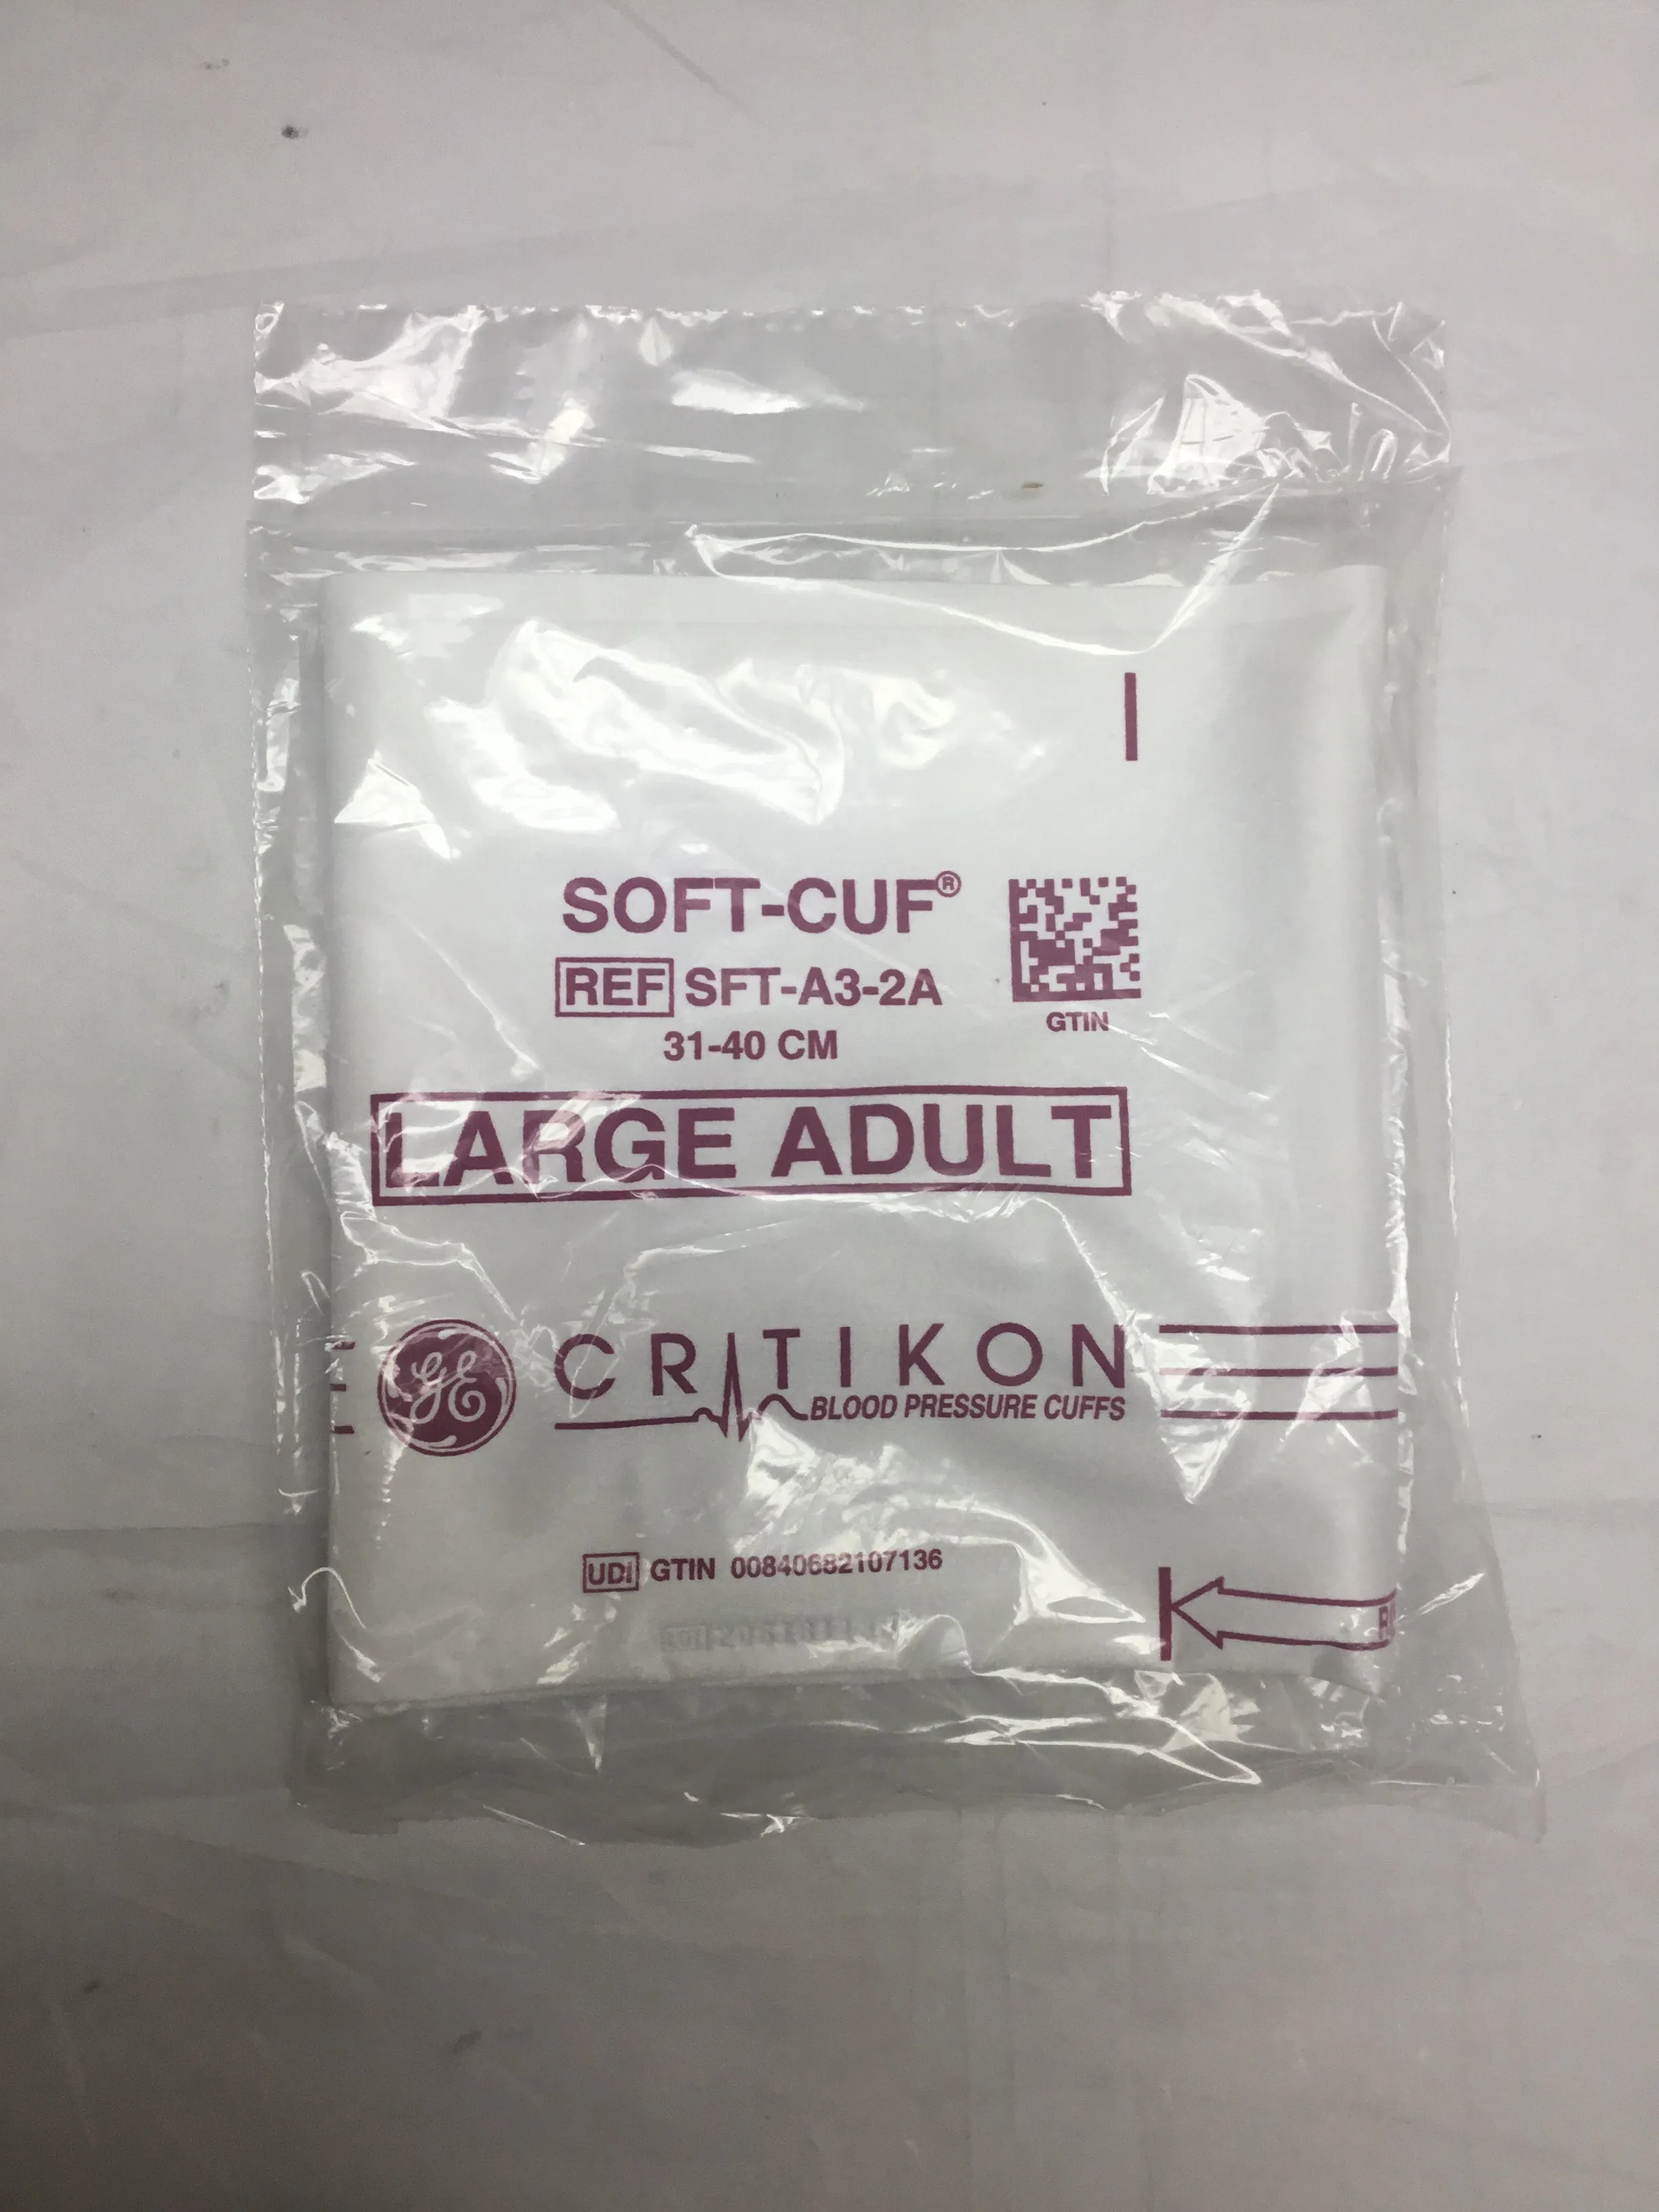 SOFT-CUF®
REF SFT-A3-2A
31-40 CM
GTIN
LARGE ADULT
GE CRITIKON
BLOOD PRESSURE CUFFS
UDI GTIN 00840682107136